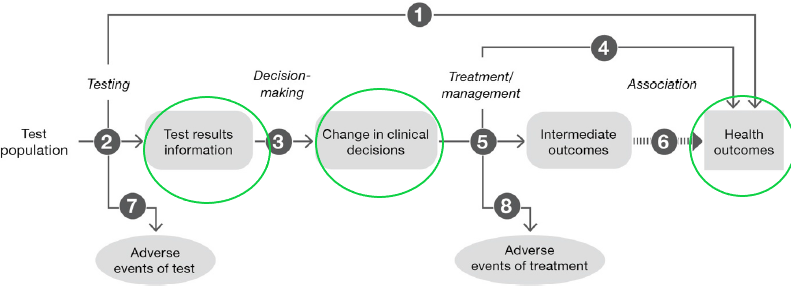 1
4
Testing
Decision-
making
Treatment/
management
Association
Test
population
2
Test results
information
3
Change in clinical
decisions
5
Intermediate
outcomes
6
Health
outcomes
7
8
Adverse
events of test
Adverse
events of treatment